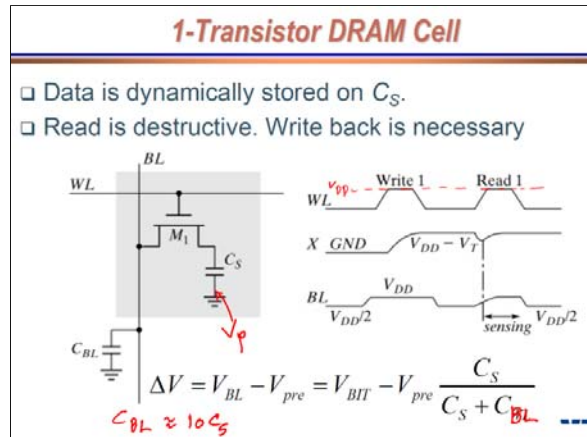 1-Transistor DRAM Cell
❑ Data is dynamically stored on C_S.
❑ Read is destructive. Write back is necessary
BL
WL
M_1
C_S
V_P
C_BL
V_DD
Write 1
Read 1
WL
X GND
V_DD − V_T
BL
V_DD
V_DD/2
sensing
V_DD/2
ΔV = V_BL − V_pre = V_BIT − V_pre C_S / (C_S + C_BL)
C_BL ≈ 10 C_S